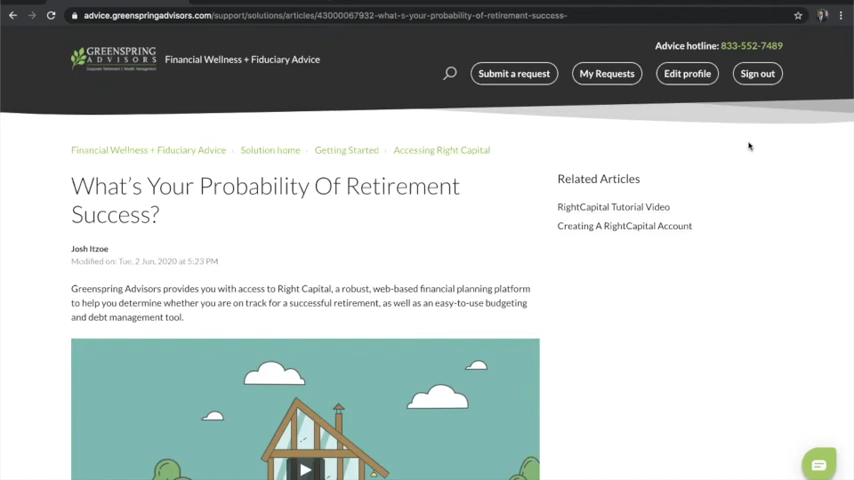 advice.greenspringadvisors.com/support/solutions/articles/43000067932-what-s-your-probability-of-retirement-success-
Advice hotline: 833-552-7489
GREENSPRING
ADVISORS
Financial Wellness + Fiduciary Advice
Submit a request
My Requests
Edit profile
Sign out
Financial Wellness + Fiduciary Advice › Solution home › Getting Started › Accessing Right Capital
What's Your Probability Of Retirement
Success?
Related Articles
RightCapital Tutorial Video
Creating A RightCapital Account
Josh Itzoe
Modified on: Tue, 2 Jun, 2020 at 5:23 PM
Greenspring Advisors provides you with access to Right Capital, a robust, web-based financial planning platform
to help you determine whether you are on track for a successful retirement, as well as an easy-to-use budgeting
and debt management tool.